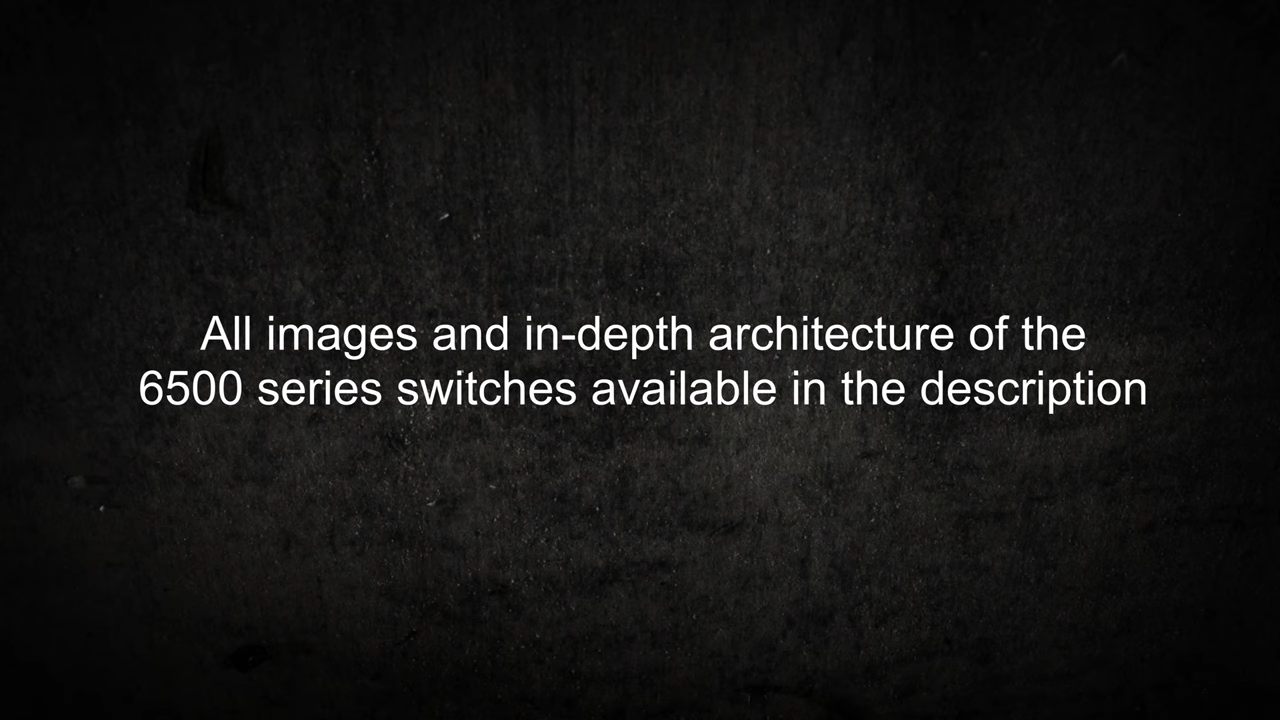 All images and in-depth architecture of the
6500 series switches available in the description